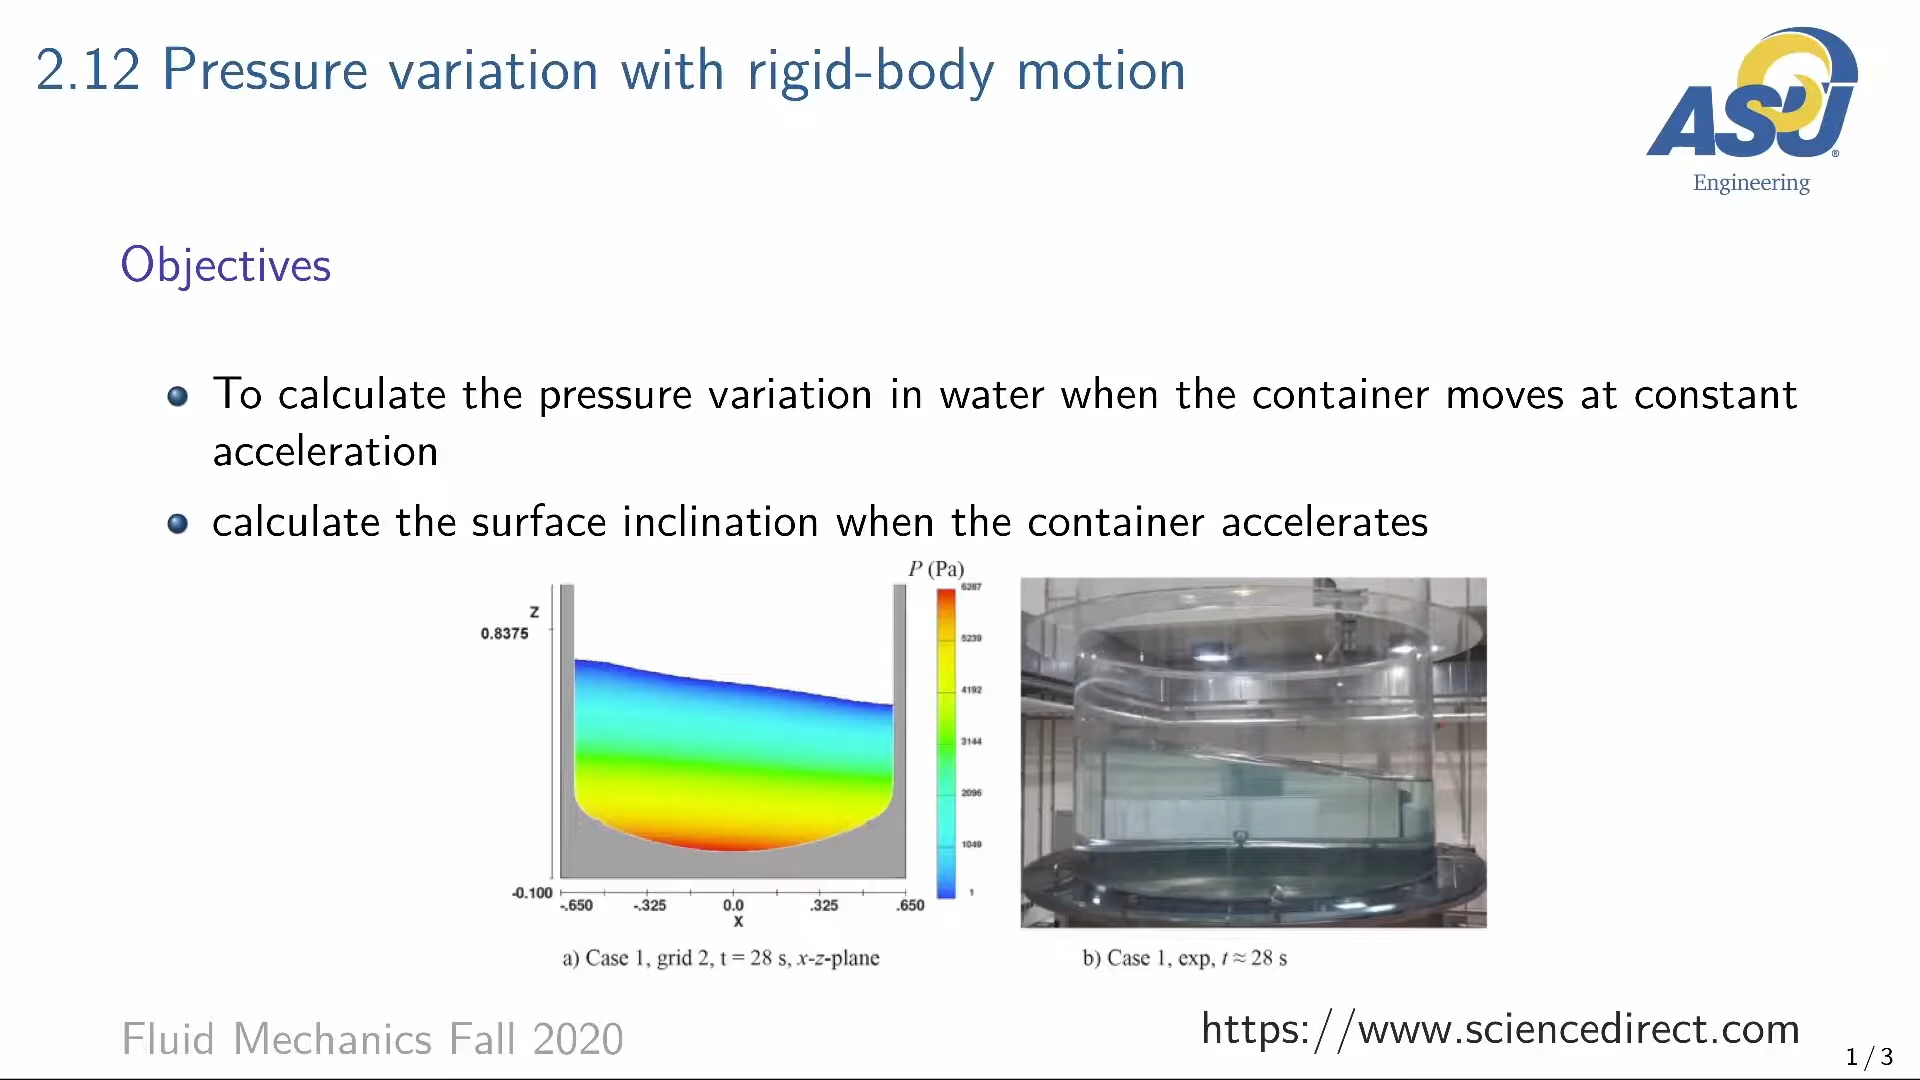 2.12 Pressure variation with rigid-body motion
ASU®
Engineering
Objectives
To calculate the pressure variation in water when the container moves at constant
acceleration
calculate the surface inclination when the container accelerates
P (Pa)
Z
0.8375
6287
5239
4192
3144
2096
1049
1
-0.100
-.650 -.325 0.0 .325 .650
X
a) Case 1, grid 2, t = 28 s, x-z-plane
b) Case 1, exp, t ≈ 28 s
Fluid Mechanics Fall 2020
https://www.sciencedirect.com
1 / 3